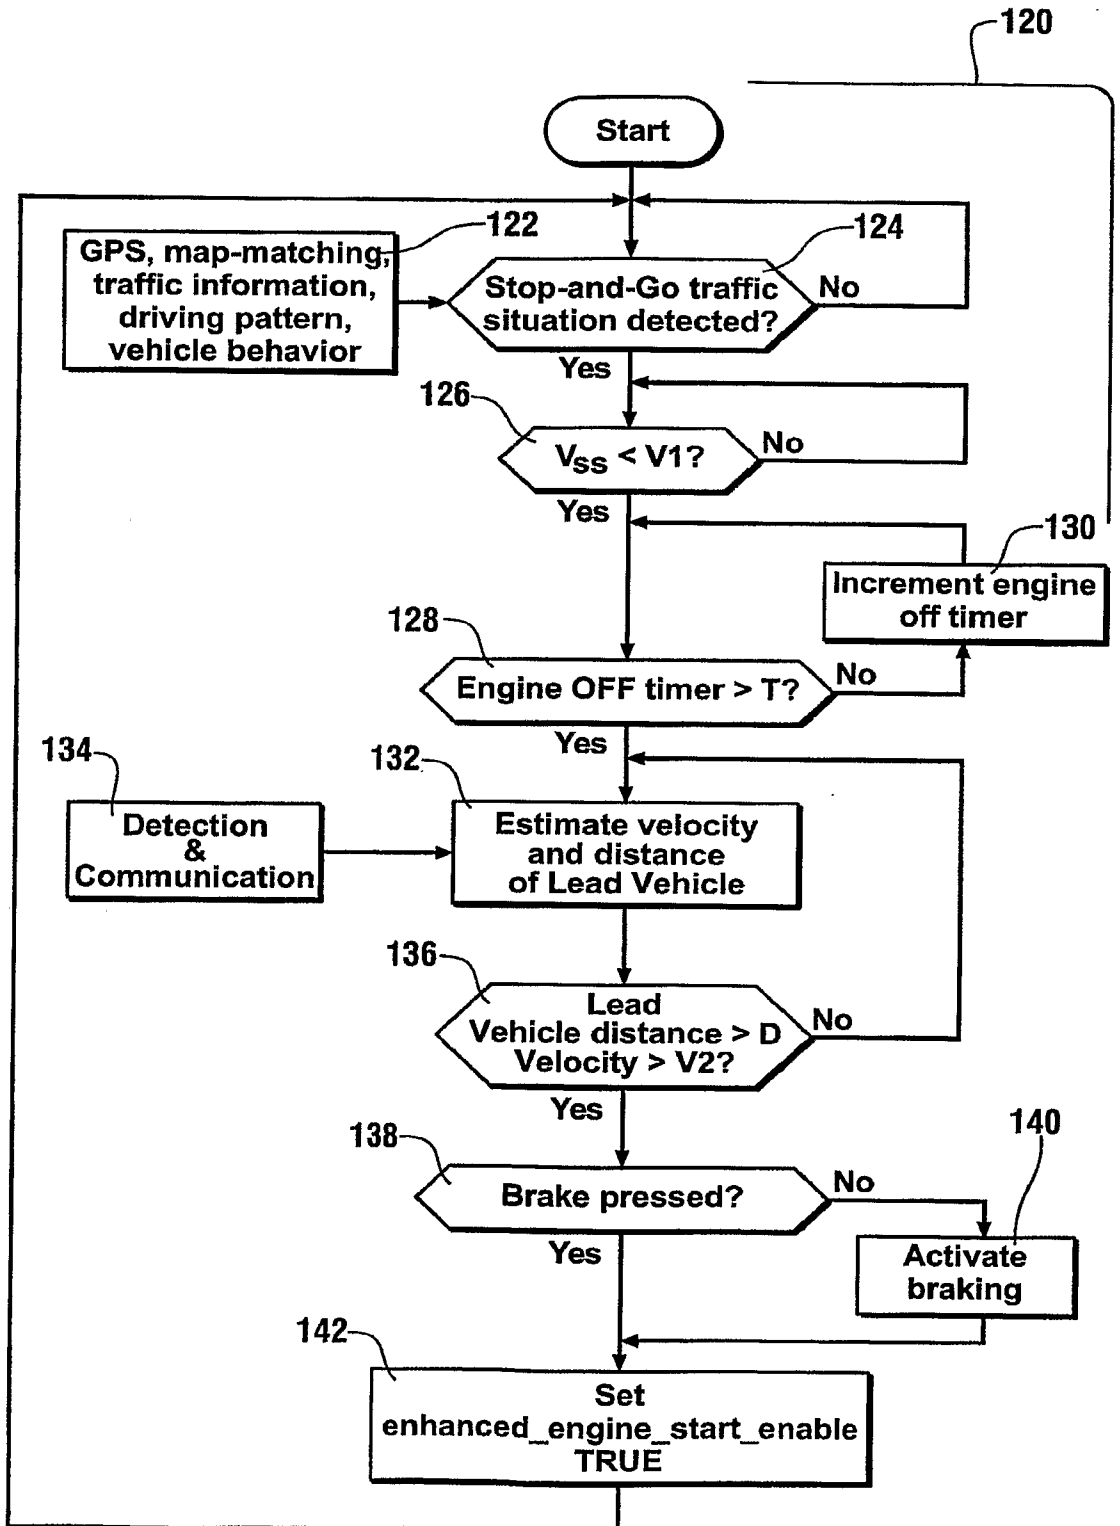 120
Start
122
GPS, map-matching,
traffic information,
driving pattern,
vehicle behavior
124
Stop-and-Go traffic
situation detected?
No
Yes
126
Vss < V1?
No
Yes
130
Increment engine
off timer
128
Engine OFF timer > T?
No
Yes
134
Detection
&
Communication
132
Estimate velocity
and distance
of Lead Vehicle
136
Lead
Vehicle distance > D
Velocity > V2?
No
Yes
138
Brake pressed?
No
Yes
140
Activate
braking
142
Set
enhanced_engine_start_enable
TRUE